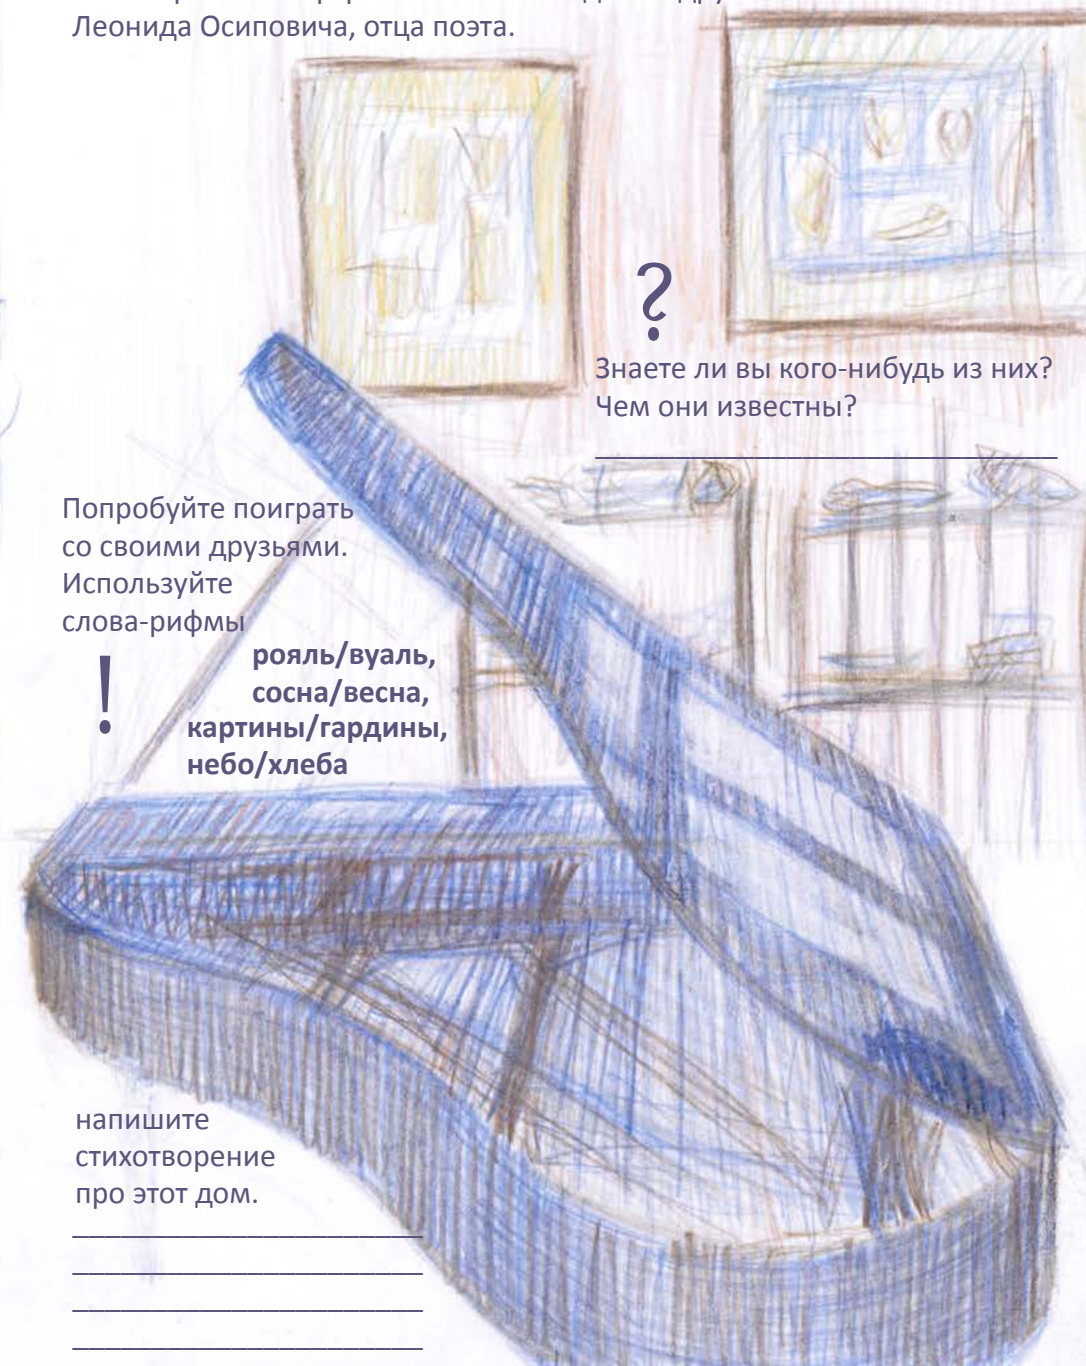 Леонида Осиповича, отца поэта.
?
Знаете ли вы кого-нибудь из них?
Чем они известны?
Попробуйте поиграть
со своими друзьями.
Используйте
слова-рифмы
!
рояль/вуаль,
сосна/весна,
картины/гардины,
небо/хлеба
напишите
стихотворение
про этот дом.